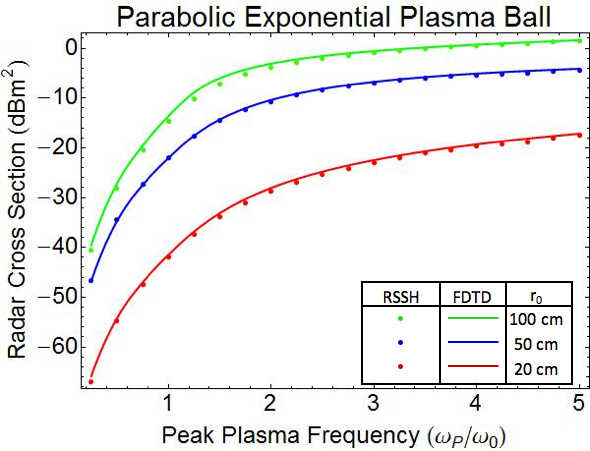 Parabolic Exponential Plasma Ball
Radar Cross Section (dBm²)
0
−10
−20
−30
−40
−50
−60
RSSH FDTD r₀
100 cm
50 cm
20 cm
1 2 3 4 5
Peak Plasma Frequency (ω_P/ω₀)